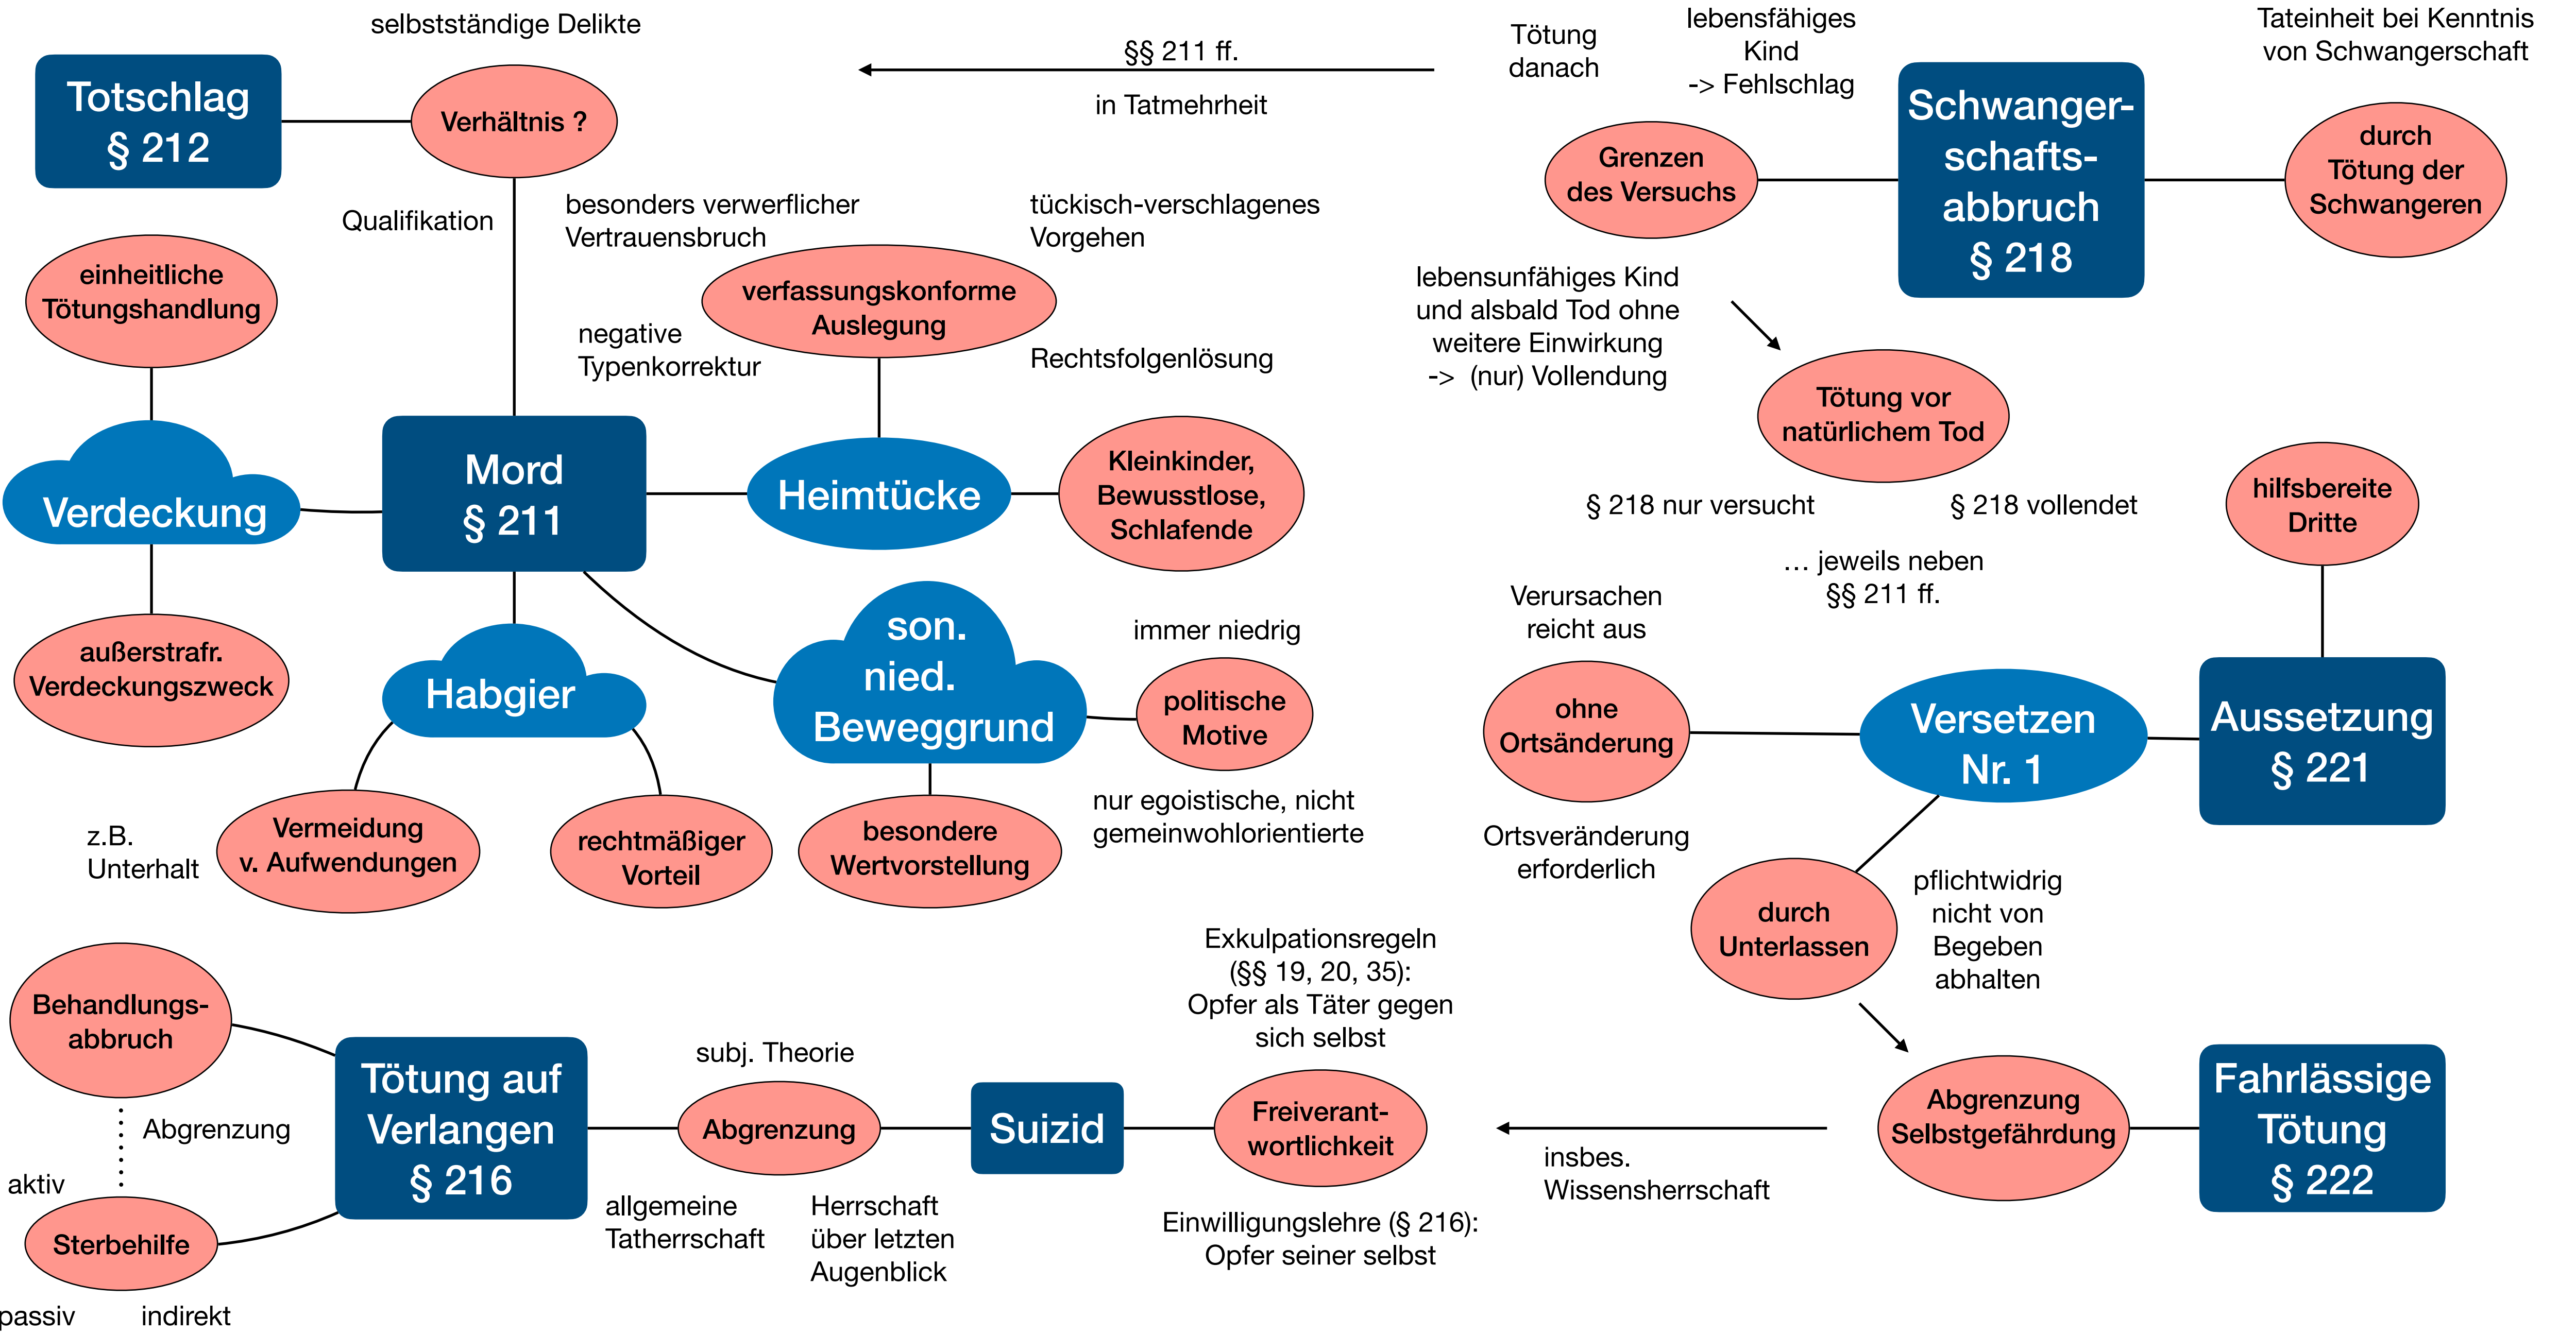 selbstständige Delikte
Totschlag
§ 212
Verhältnis ?
Qualifikation
§§ 211 ff.
in Tatmehrheit
Tötung
danach
lebensfähiges
Kind
-> Fehlschlag
Tateinheit bei Kenntnis
von Schwangerschaft
Schwanger-
schafts-
abbruch
§ 218
Grenzen
des Versuchs
durch
Tötung der
Schwangeren
besonders verwerflicher
Vertrauensbruch
tückisch-verschlagenes
Vorgehen
verfassungskonforme
Auslegung
negative
Typenkorrektur
Rechtsfolgenlösung
einheitliche
Tötungshandlung
Verdeckung
außerstrafr.
Verdeckungszweck
Mord
§ 211
Heimtücke
Kleinkinder,
Bewusstlose,
Schlafende
lebensunfähiges Kind
und alsbald Tod ohne
weitere Einwirkung
-> (nur) Vollendung
Tötung vor
natürlichem Tod
§ 218 nur versucht
§ 218 vollendet
… jeweils neben
§§ 211 ff.
hilfsbereite
Dritte
Habgier
z.B.
Unterhalt
Vermeidung
v. Aufwendungen
rechtmäßiger
Vorteil
son.
nied.
Beweggrund
immer niedrig
politische
Motive
nur egoistische, nicht
gemeinwohlorientierte
besondere
Wertvorstellung
Verursachen
reicht aus
ohne
Ortsänderung
Ortsveränderung
erforderlich
Versetzen
Nr. 1
Aussetzung
§ 221
durch
Unterlassen
pflichtwidrig
nicht von
Begeben
abhalten
Behandlungs-
abbruch
Abgrenzung
aktiv
Sterbehilfe
passiv
indirekt
Tötung auf
Verlangen
§ 216
subj. Theorie
Abgrenzung
allgemeine
Tatherrschaft
Herrschaft
über letzten
Augenblick
Suizid
Exkulpationsregeln
(§§ 19, 20, 35):
Opfer als Täter gegen
sich selbst
Freiverant-
wortlichkeit
Einwilligungslehre (§ 216):
Opfer seiner selbst
insbes.
Wissensherrschaft
Abgrenzung
Selbstgefährdung
Fahrlässige
Tötung
§ 222